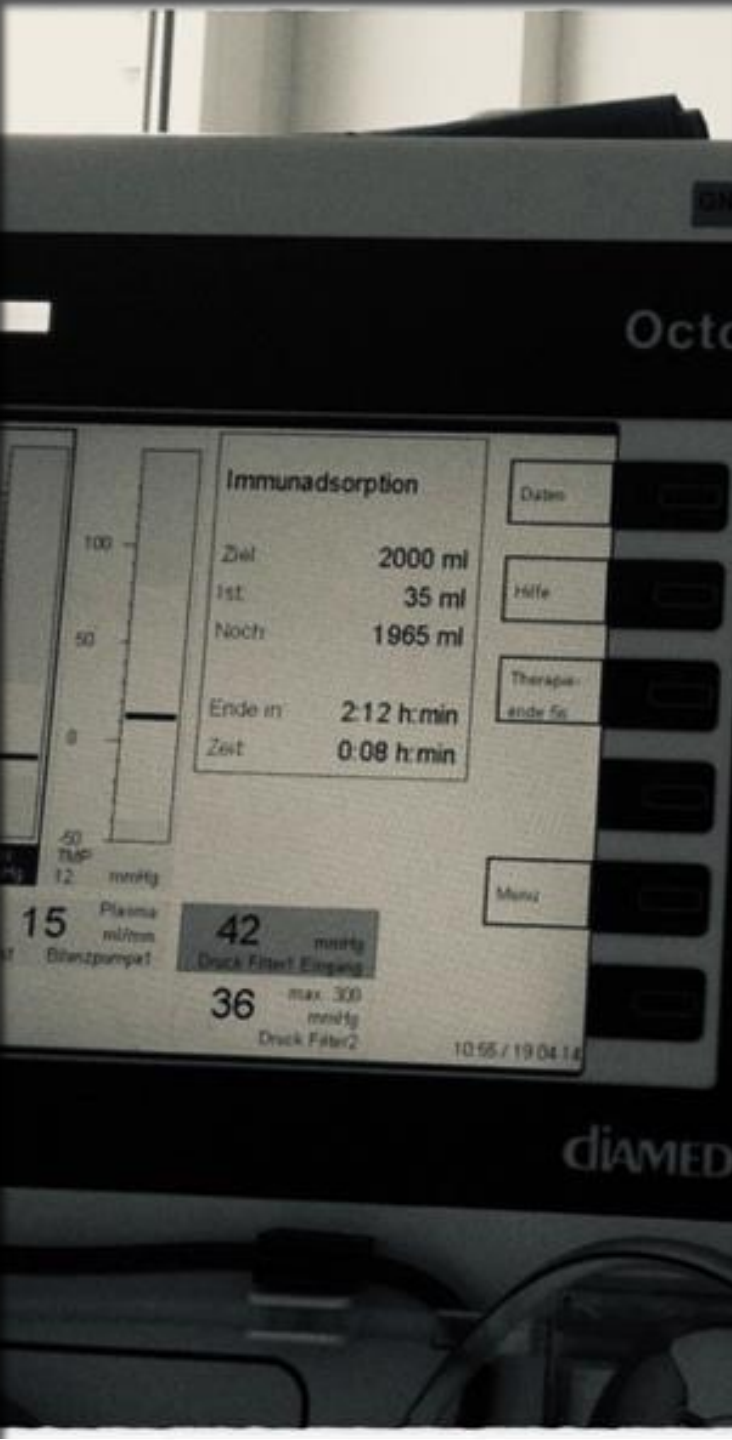 ON
Octo
Immunadsorption
Ziel 2000 ml
Ist 35 ml
Noch 1965 ml
Ende in 2:12 h:min
Zeit 0:08 h:min
100
50
0
-50
TMP
12 mmHg
Daten
Hilfe
Therapie-
ende 5s
Menü
15 Plasma
ml/min
Bilanzpumpe1
42 mmHg
Druck Filter1 Eingang
36 max. 300
mmHg
Druck Filter2
10:55 / 19.04.14
diAMED